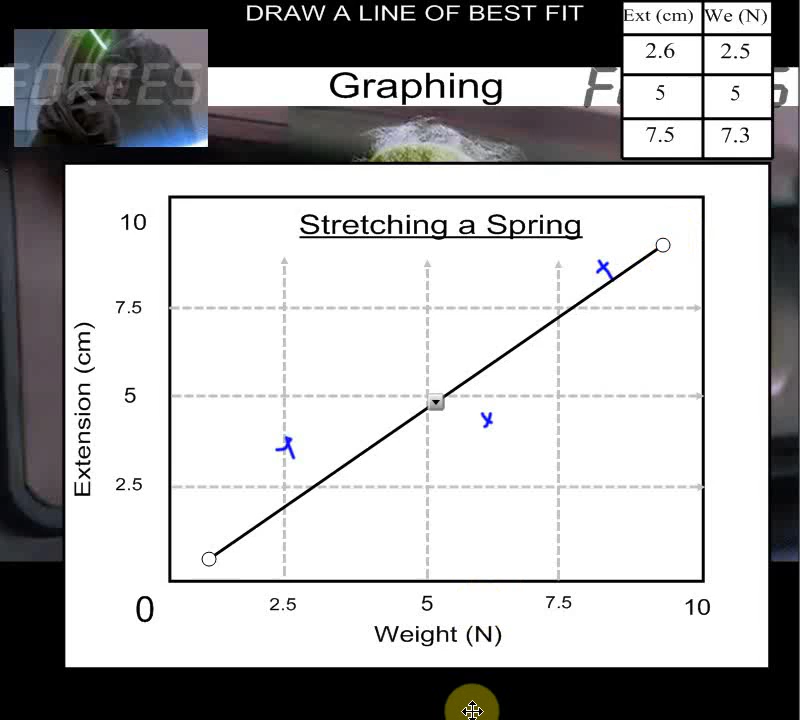 DRAW A LINE OF BEST FIT
Ext (cm) We (N)
2.6 2.5
5 5
7.5 7.3
FORCES
Graphing
Stretching a Spring
10
7.5
5
2.5
0
Extension (cm)
2.5 5 7.5 10
Weight (N)